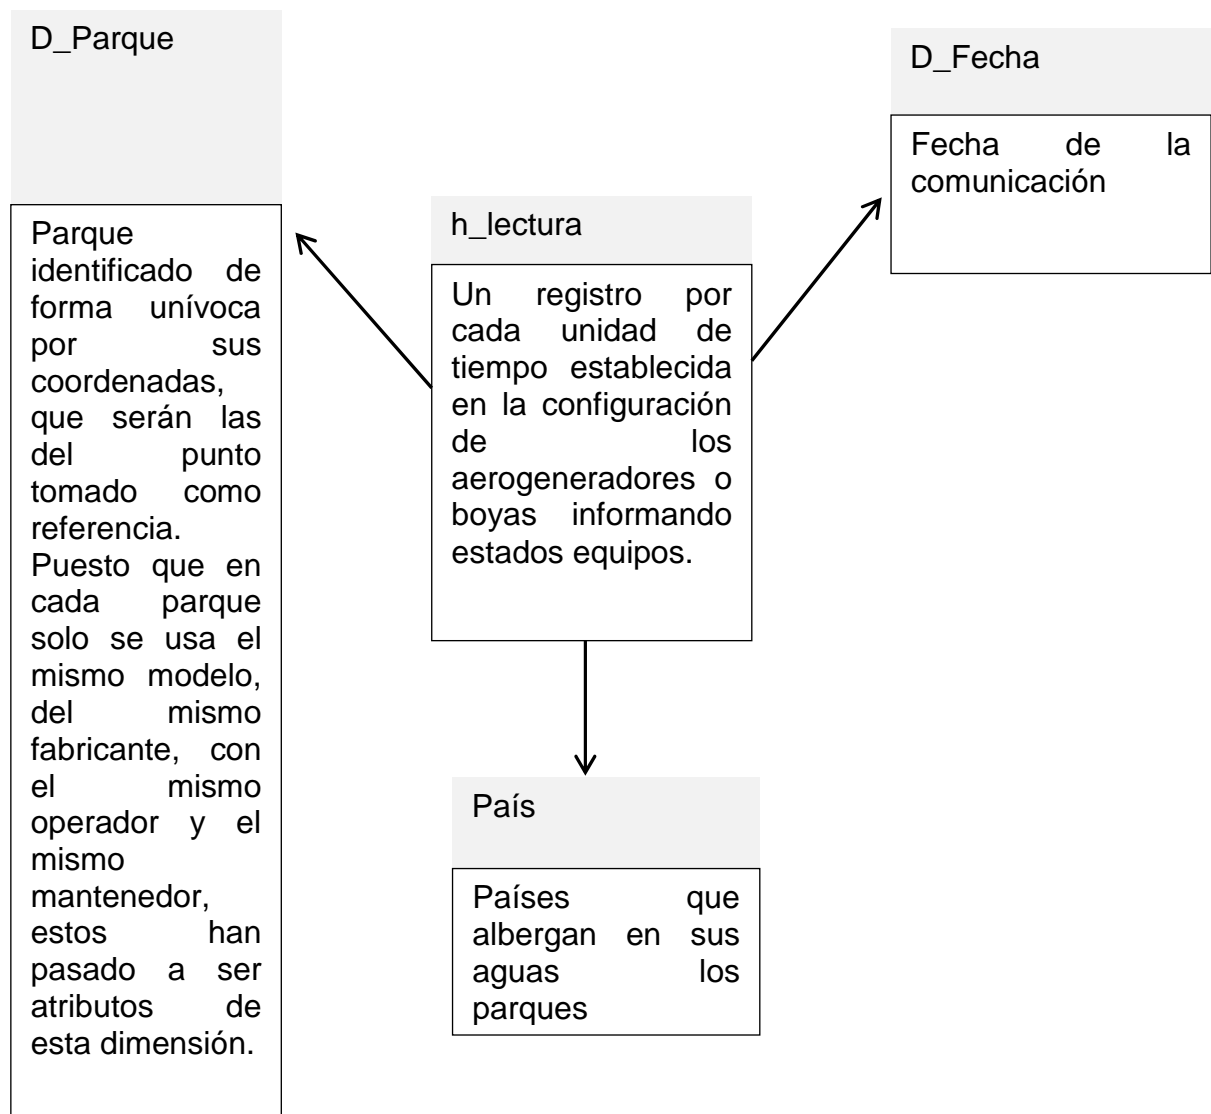 D_Parque
Parque
identificado de
forma unívoca
por sus
coordenadas,
que serán las
del punto
tomado como
referencia.
Puesto que en
cada parque
solo se usa el
mismo modelo,
del mismo
fabricante, con
el mismo
operador y el
mismo
mantenedor,
estos han
pasado a ser
atributos de
esta dimensión.
h_lectura
Un registro por
cada unidad de
tiempo establecida
en la configuración
de los
aerogeneradores o
boyas informando
estados equipos.
D_Fecha
Fecha de la
comunicación
País
Países que
albergan en sus
aguas los
parques